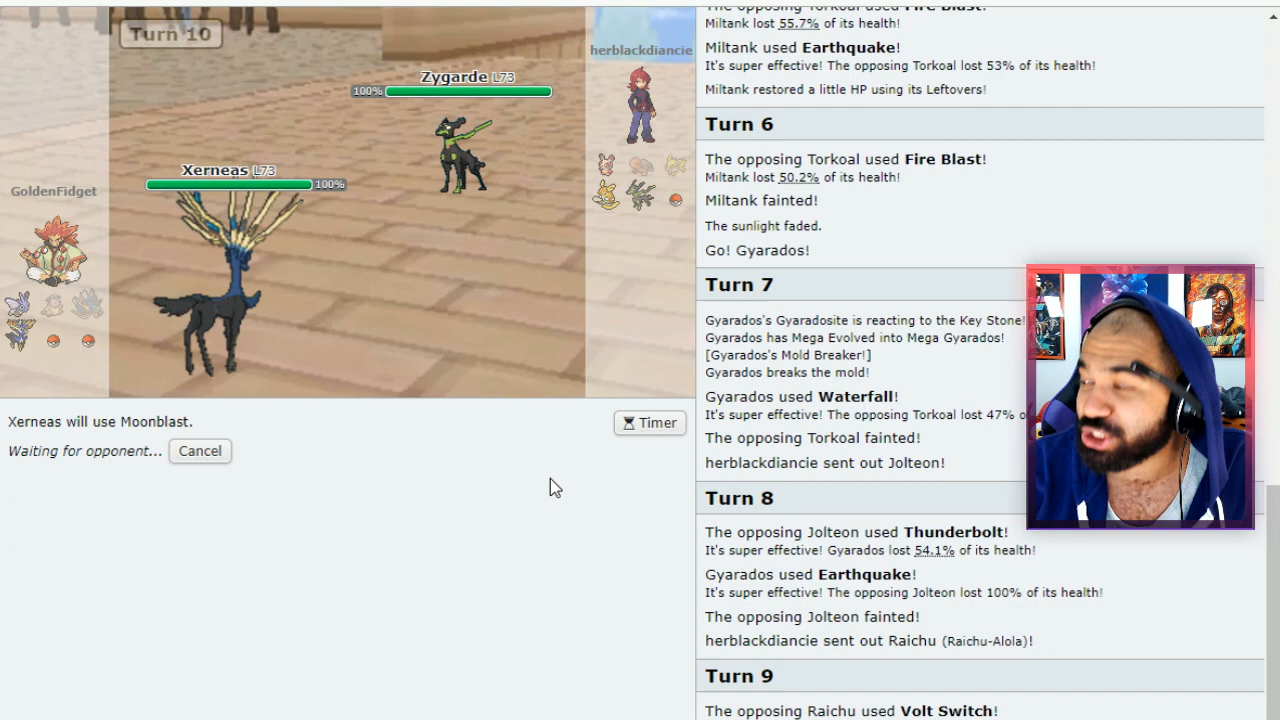 Turn 10
herblackdiancie
Zygarde L73
100%
Xerneas L73
100%
GoldenFidget
Xerneas will use Moonblast.
Timer
Waiting for opponent... Cancel
The opposing Torkoal used Fire Blast!
Miltank lost 55.7% of its health!
Miltank used Earthquake!
It's super effective! The opposing Torkoal lost 53% of its health!
Miltank restored a little HP using its Leftovers!
Turn 6
The opposing Torkoal used Fire Blast!
Miltank lost 50.2% of its health!
Miltank fainted!
The sunlight faded.
Go! Gyarados!
Turn 7
Gyarados's Gyaradosite is reacting to the Key Stone!
Gyarados has Mega Evolved into Mega Gyarados!
[Gyarados's Mold Breaker!]
Gyarados breaks the mold!
Gyarados used Waterfall!
It's super effective! The opposing Torkoal lost 47% o
The opposing Torkoal fainted!
herblackdiancie sent out Jolteon!
Turn 8
The opposing Jolteon used Thunderbolt!
It's super effective! Gyarados lost 54.1% of its health!
Gyarados used Earthquake!
It's super effective! The opposing Jolteon lost 100% of its health!
The opposing Jolteon fainted!
herblackdiancie sent out Raichu (Raichu-Alola)!
Turn 9
The opposing Raichu used Volt Switch!